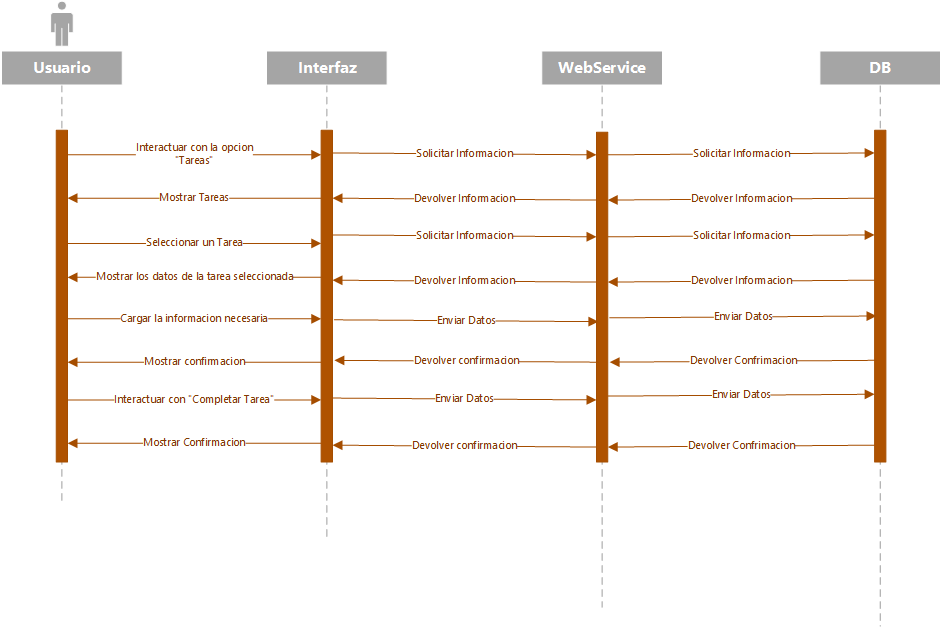 Usuario
Interfaz
WebService
DB
Interactuar con la opcion
"Tareas"
Solicitar Informacion
Solicitar Informacion
Mostrar Tareas
Devolver Informacion
Devolver Informacion
Seleccionar un Tarea
Solicitar Informacion
Solicitar Informacion
Mostrar los datos de la tarea seleccionada
Devolver Informacion
Devolver Informacion
Cargar la informacion necesaria
Enviar Datos
Enviar Datos
Mostrar confirmacion
Devolver confirmacion
Devolver Confrimacion
Interactuar con "Completar Tarea"
Enviar Datos
Enviar Datos
Mostrar Confirmacion
Devolver confirmacion
Devolver Confrimacion